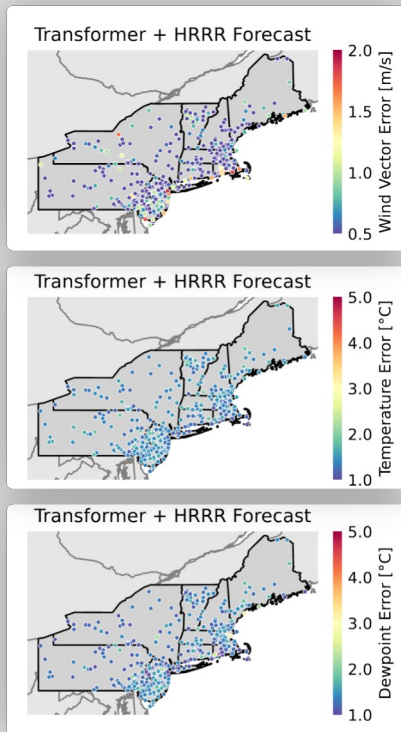 Transformer + HRRR Forecast
2.0
1.5
1.0
0.5
Wind Vector Error [m/s]
Transformer + HRRR Forecast
5.0
4.0
3.0
2.0
1.0
Temperature Error [°C]
Transformer + HRRR Forecast
5.0
4.0
3.0
2.0
1.0
Dewpoint Error [°C]